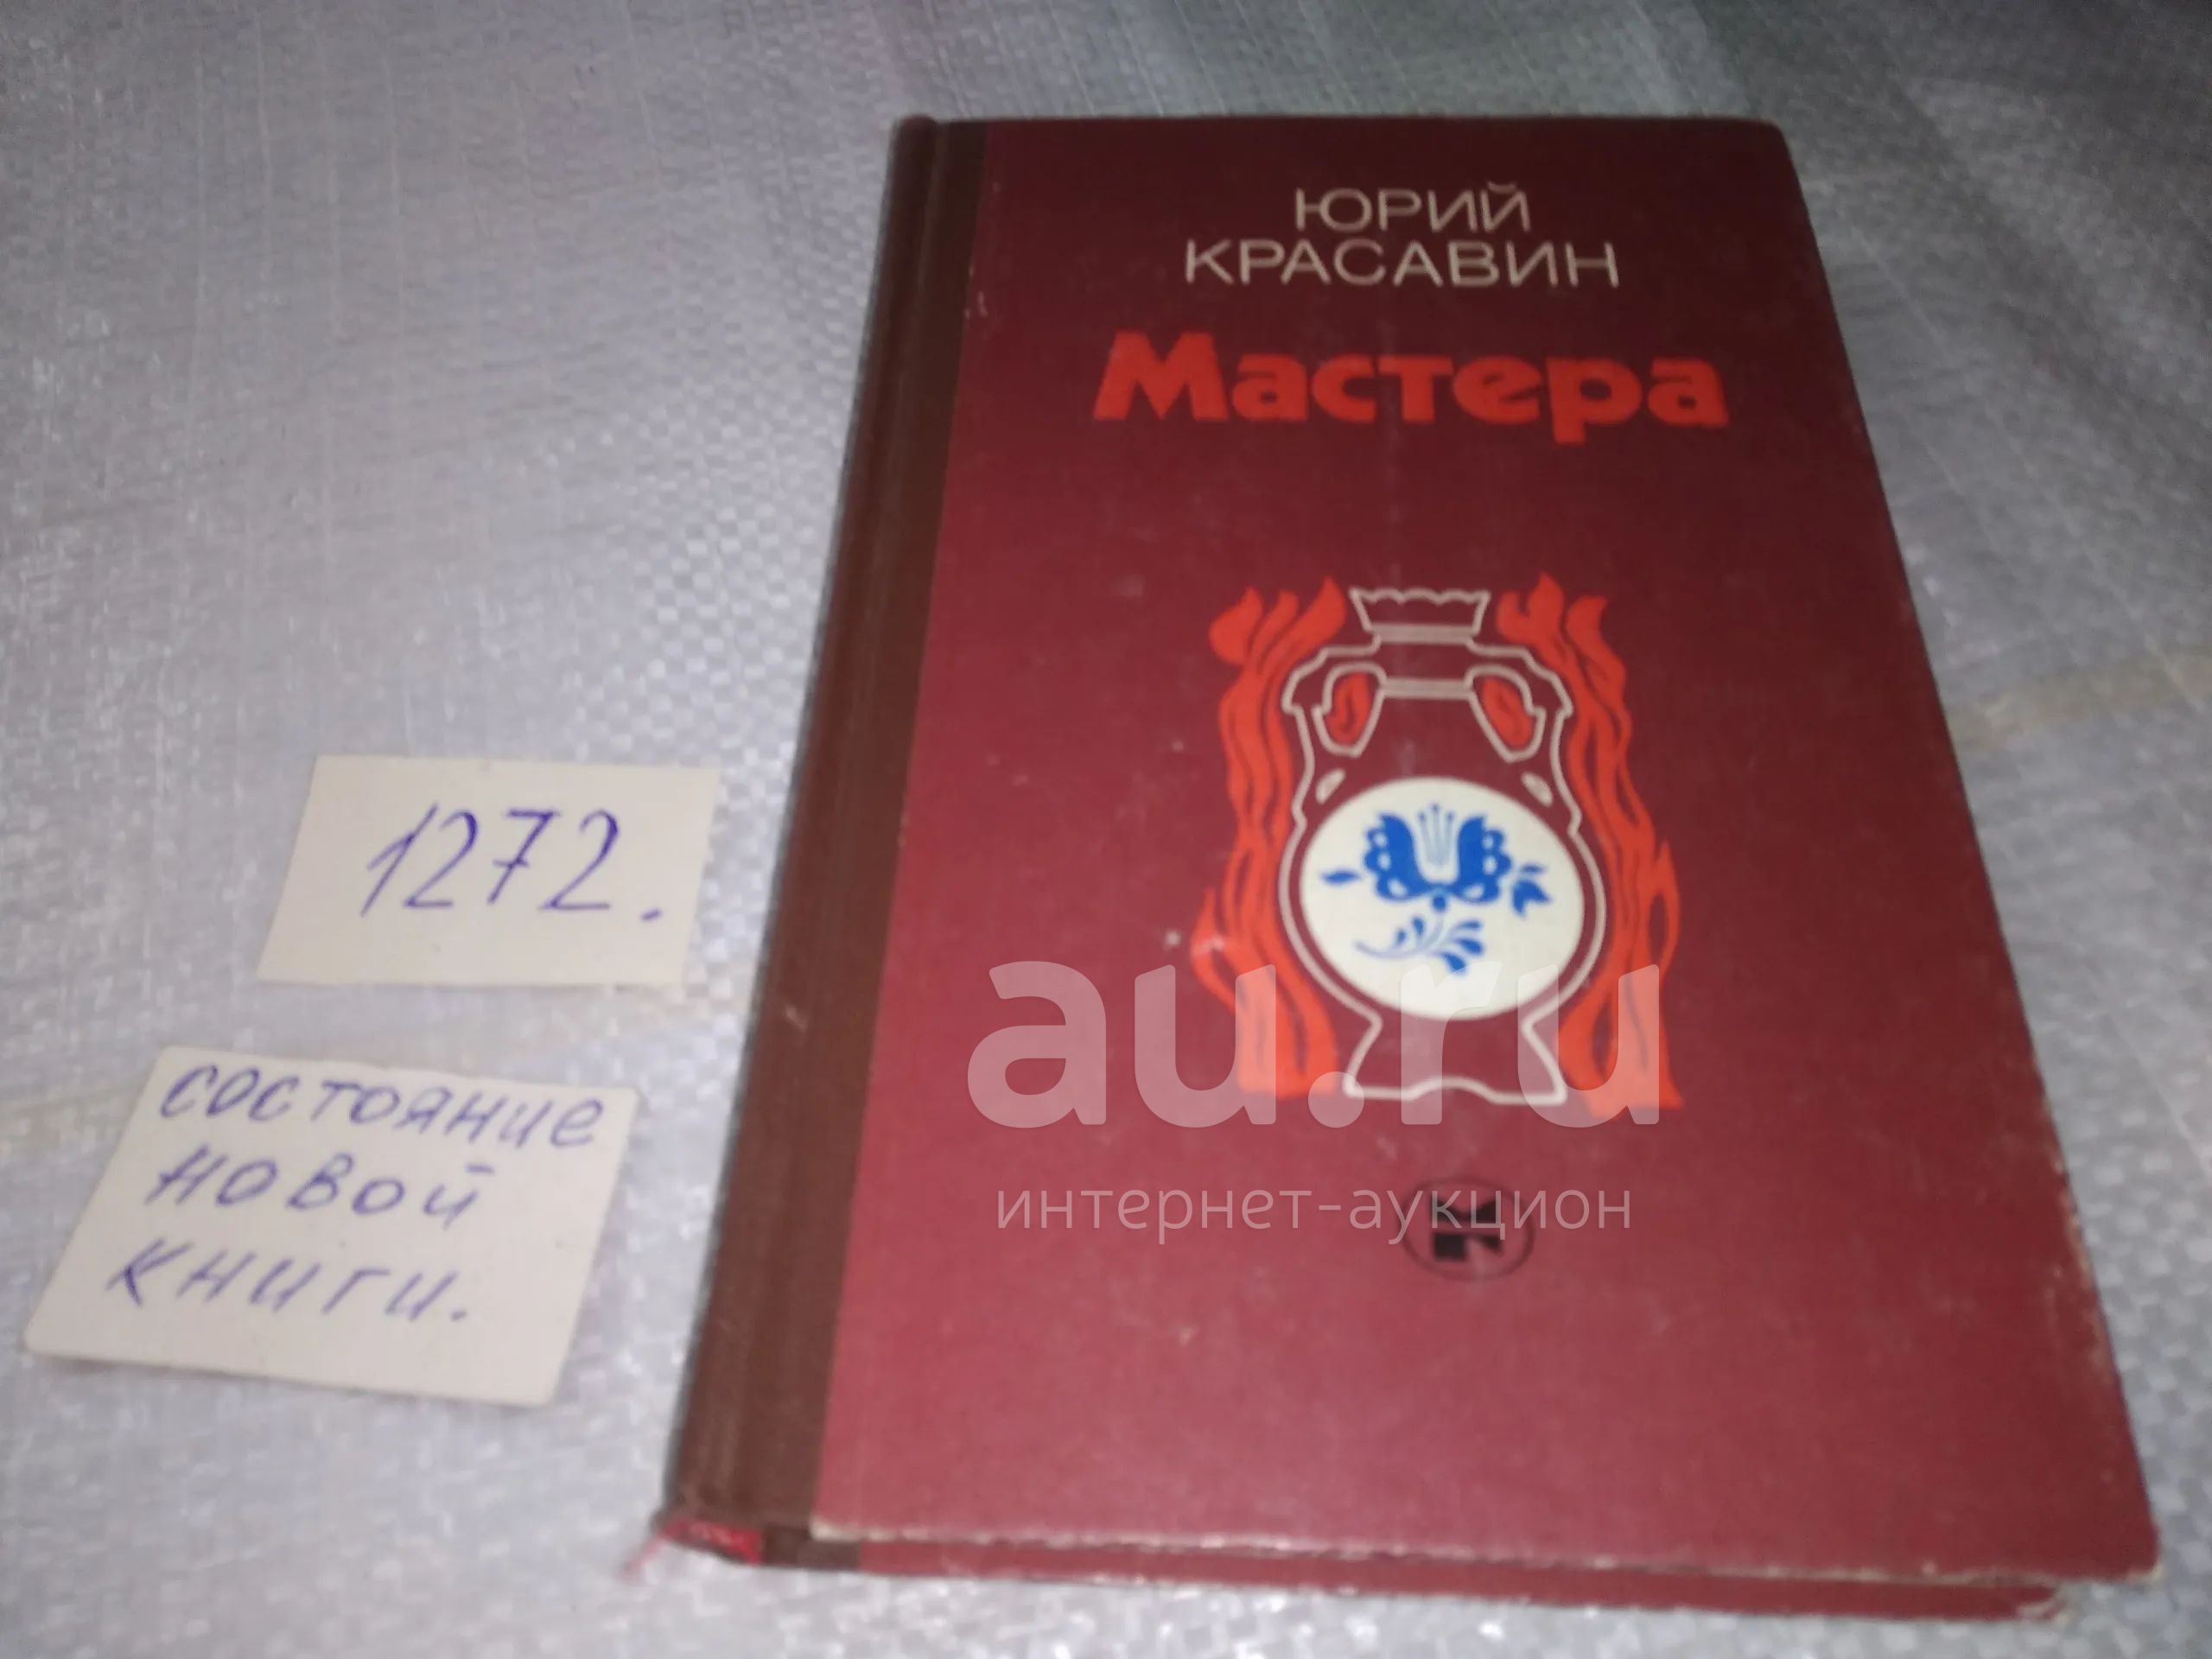 ЮРИЙ
КРАСАВИН
Мастера
1272.
состояние
новой
книги.
au.ru
интернет-аукцион